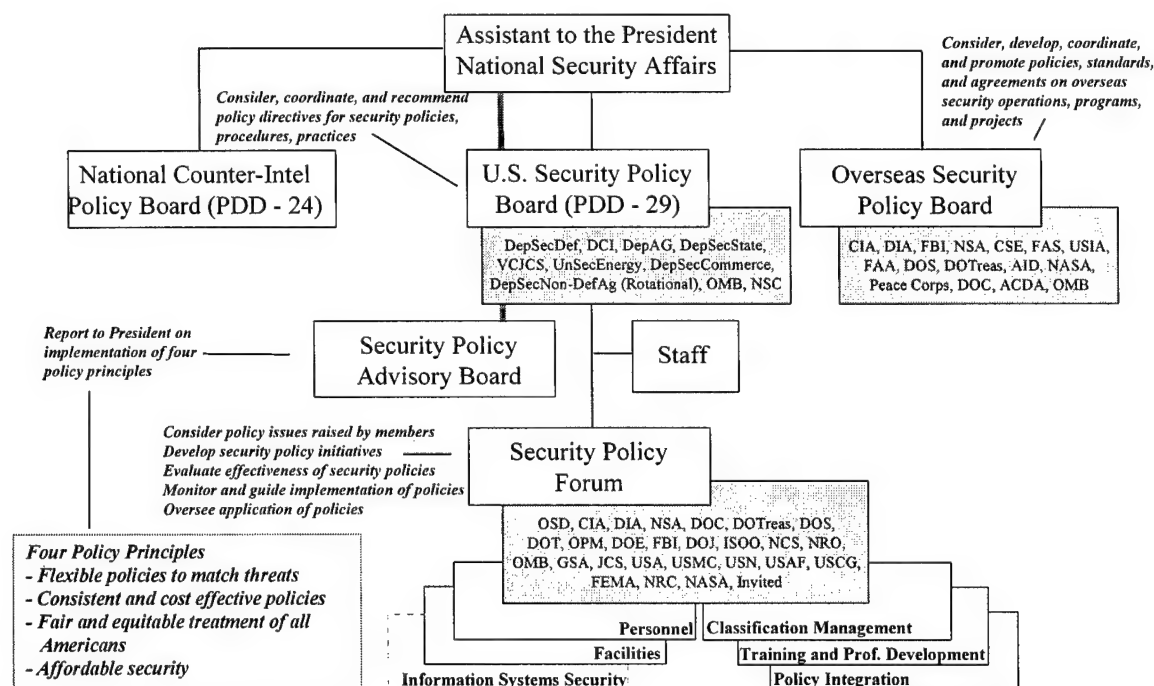 Assistant to the President
National Security Affairs
Consider, develop, coordinate,
and promote policies, standards,
and agreements on overseas
security operations, programs,
and projects
Consider, coordinate, and recommend
policy directives for security policies,
procedures, practices
National Counter-Intel
Policy Board (PDD - 24)
U.S. Security Policy
Board (PDD - 29)
Overseas Security
Policy Board
DepSecDef, DCI, DepAG, DepSecState,
VCJCS, UnSecEnergy, DepSecCommerce,
DepSecNon-DefAg (Rotational), OMB, NSC
CIA, DIA, FBI, NSA, CSE, FAS, USIA,
FAA, DOS, DOTreas, AID, NASA,
Peace Corps, DOC, ACDA, OMB
Report to President on
implementation of four
policy principles
Security Policy
Advisory Board
Staff
Consider policy issues raised by members
Develop security policy initiatives
Evaluate effectiveness of security policies
Monitor and guide implementation of policies
Oversee application of policies
Security Policy
Forum
OSD, CIA, DIA, NSA, DOC, DOTreas, DOS,
DOT, OPM, DOE, FBI, DOJ, ISOO, NCS, NRO,
OMB, GSA, JCS, USA, USMC, USN, USAF, USCG,
FEMA, NRC, NASA, Invited
Four Policy Principles
- Flexible policies to match threats
- Consistent and cost effective policies
- Fair and equitable treatment of all
Americans
- Affordable security
Personnel
Classification Management
Facilities
Training and Prof. Development
Information Systems Security
Policy Integration